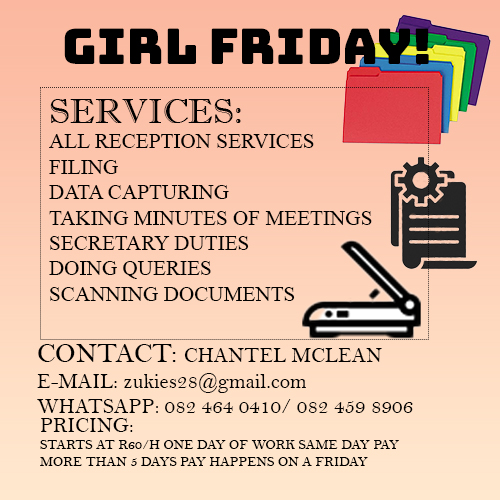 GIRL FRIDAY!
SERVICES:
ALL RECEPTION SERVICES
FILING
DATA CAPTURING
TAKING MINUTES OF MEETINGS
SECRETARY DUTIES
DOING QUERIES
SCANNING DOCUMENTS
CONTACT: CHANTEL MCLEAN
E-MAIL: zukies28@gmail.com
WHATSAPP: 082 464 0410/ 082 459 8906
PRICING:
STARTS AT R60/H ONE DAY OF WORK SAME DAY PAY
MORE THAN 5 DAYS PAY HAPPENS ON A FRIDAY